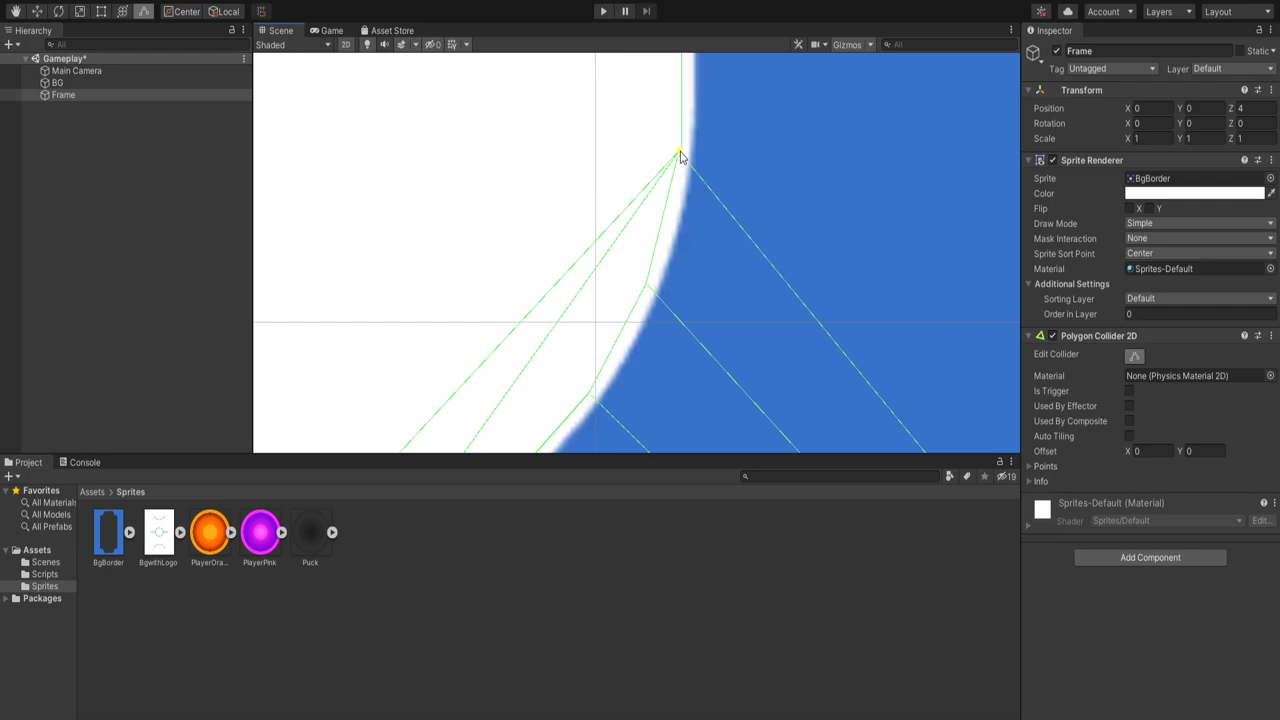 Center Local Account Layers Layout
Hierarchy Scene Game Asset Store Inspector
All Shaded 2D 0 Gizmos All Frame Static
Gameplay* Tag Untagged Layer Default
Main Camera
BG
Frame
Transform
Position X 0 Y 0 Z 4
Rotation X 0 Y 0 Z 0
Scale X 1 Y 1 Z 1
Sprite Renderer
Sprite BgBorder
Color
Flip X Y
Draw Mode Simple
Mask Interaction None
Sprite Sort Point Center
Material Sprites-Default
Additional Settings
Sorting Layer Default
Order in Layer 0
Polygon Collider 2D
Edit Collider
Material None (Physics Material 2D)
Is Trigger
Used By Effector
Used By Composite
Auto Tiling
Offset X 0 Y 0
Points
Info
Project Console
19
Favorites
All Materials
All Models
All Prefabs
Assets
Scenes
Scripts
Sprites
Packages
Assets > Sprites
BgBorder BgwithLogo PlayerOra... PlayerPink Puck
Sprites-Default (Material)
Shader Sprites/Default Edit...
Add Component